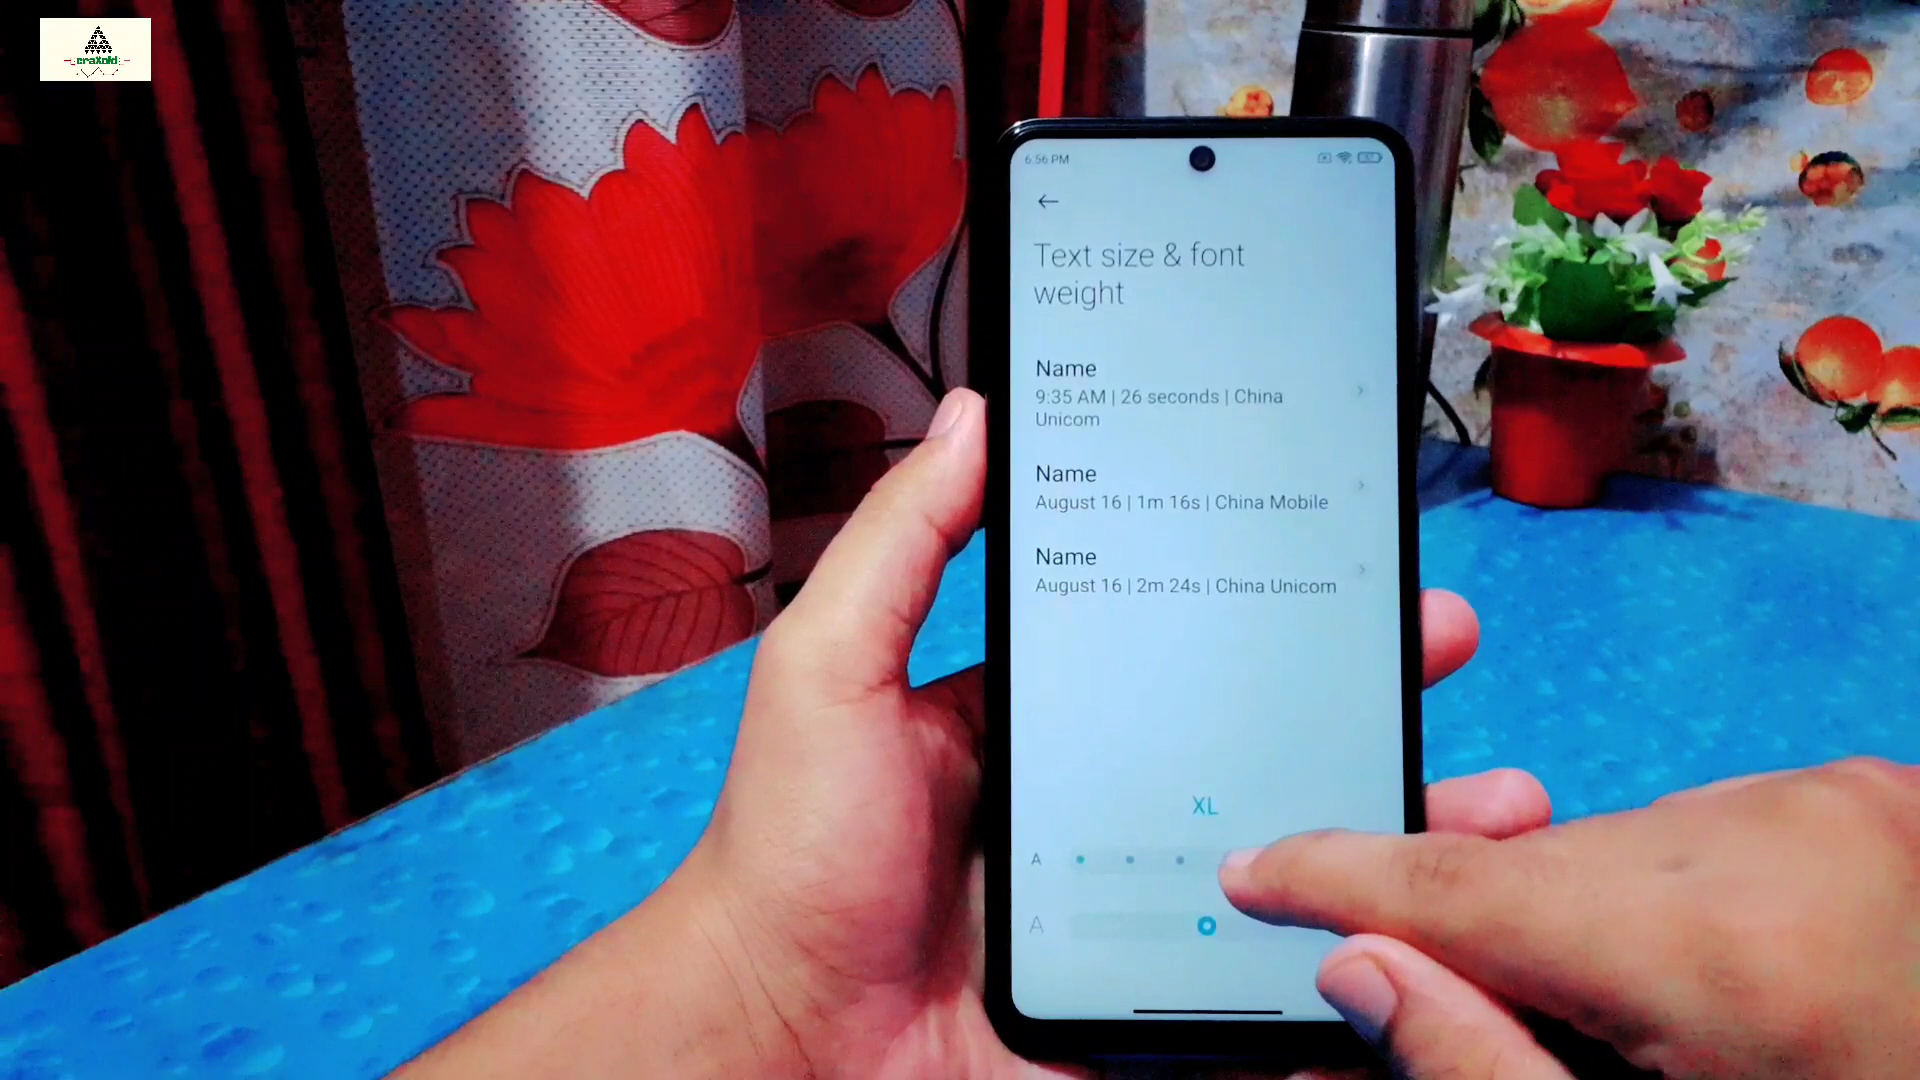 craXoid
6:56 PM
Text size & font
weight
Name
9:35 AM | 26 seconds | China
Unicom
Name
August 16 | 1m 16s | China Mobile
Name
August 16 | 2m 24s | China Unicom
XL
A
A